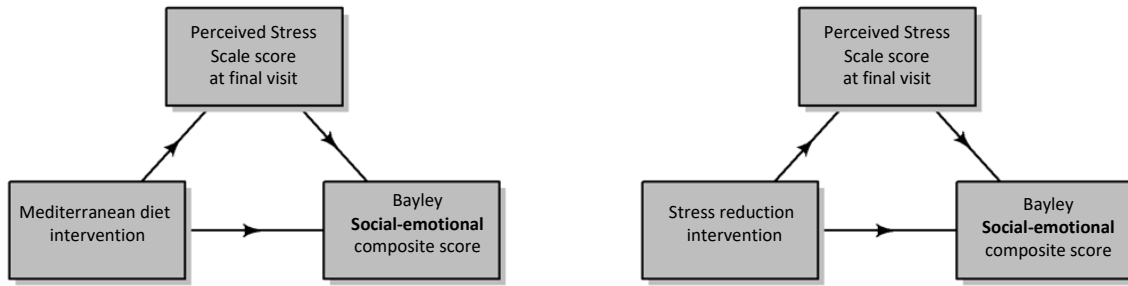 Perceived Stress
Scale score
at final visit
Mediterranean diet
intervention
Bayley
Social-emotional
composite score
Perceived Stress
Scale score
at final visit
Stress reduction
intervention
Bayley
Social-emotional
composite score